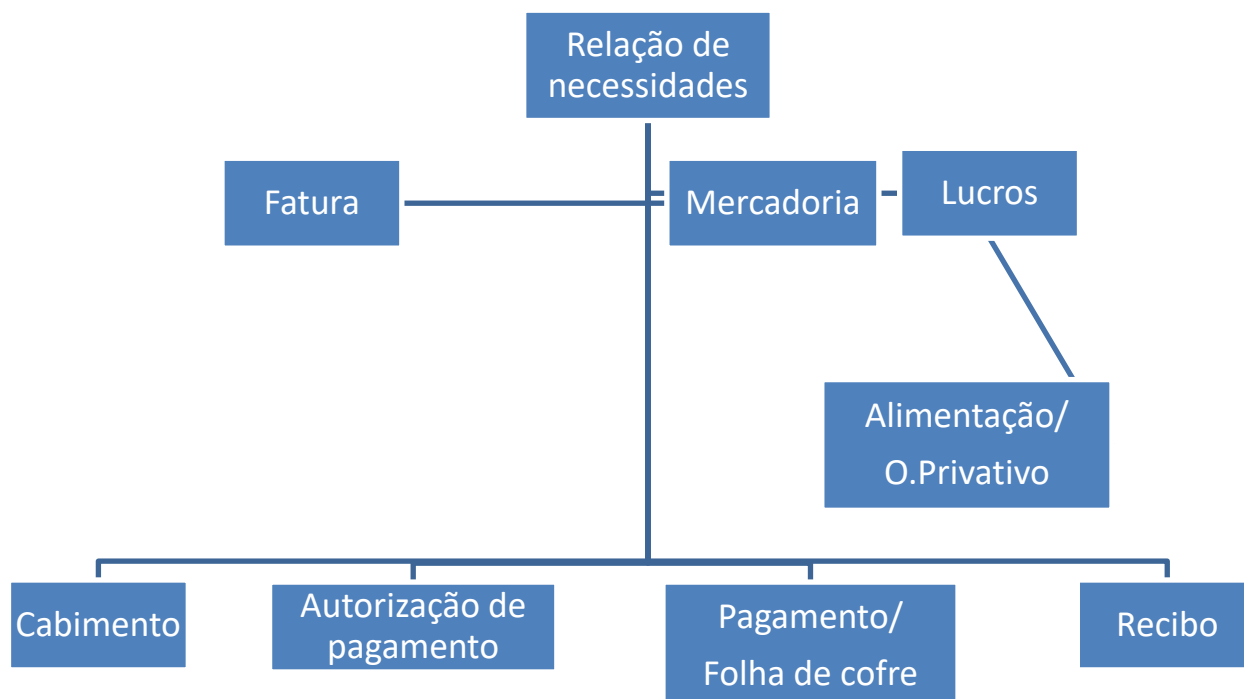 Relação de
necessidades
Fatura
Mercadoria
Lucros
Alimentação/
O.Privativo
Cabimento
Autorização de
pagamento
Pagamento/
Folha de cofre
Recibo